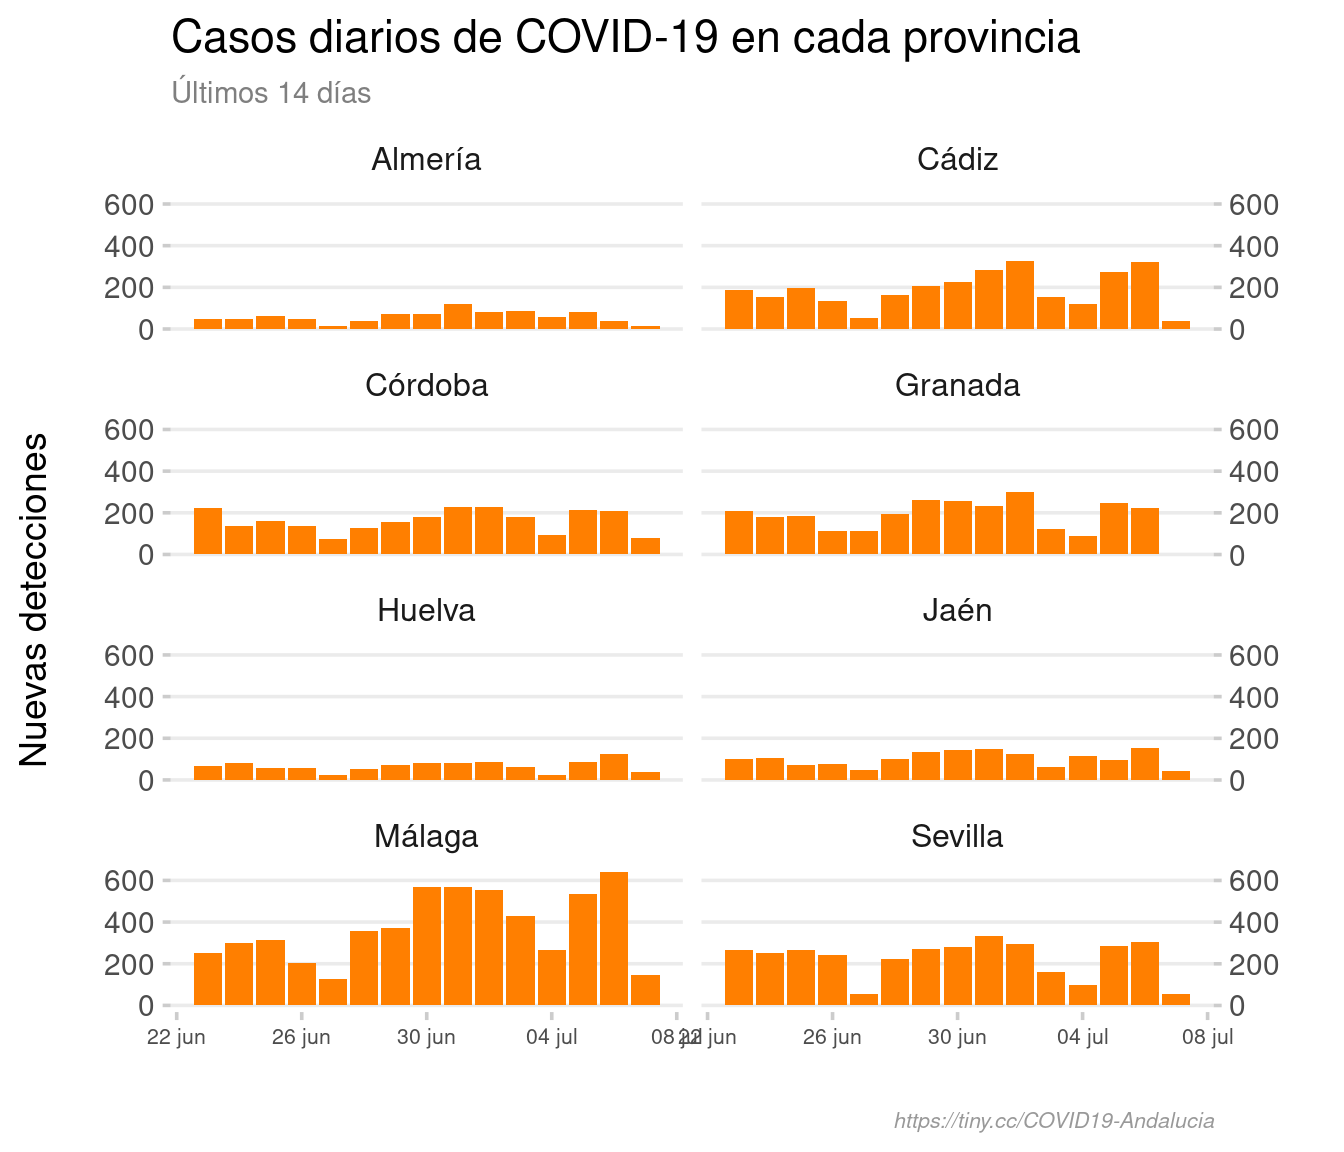 Casos diarios de COVID-19 en cada provincia
Últimos 14 días
Nuevas detecciones
Almería
Cádiz
600
400
200
0
600
400
200
0
Córdoba
Granada
600
400
200
0
600
400
200
0
Huelva
Jaén
600
400
200
0
600
400
200
0
Málaga
Sevilla
600
400
200
0
600
400
200
0
22 jun 26 jun 30 jun 04 jul 08 jul
22 jun 26 jun 30 jun 04 jul 08 jul
https://tiny.cc/COVID19-Andalucia